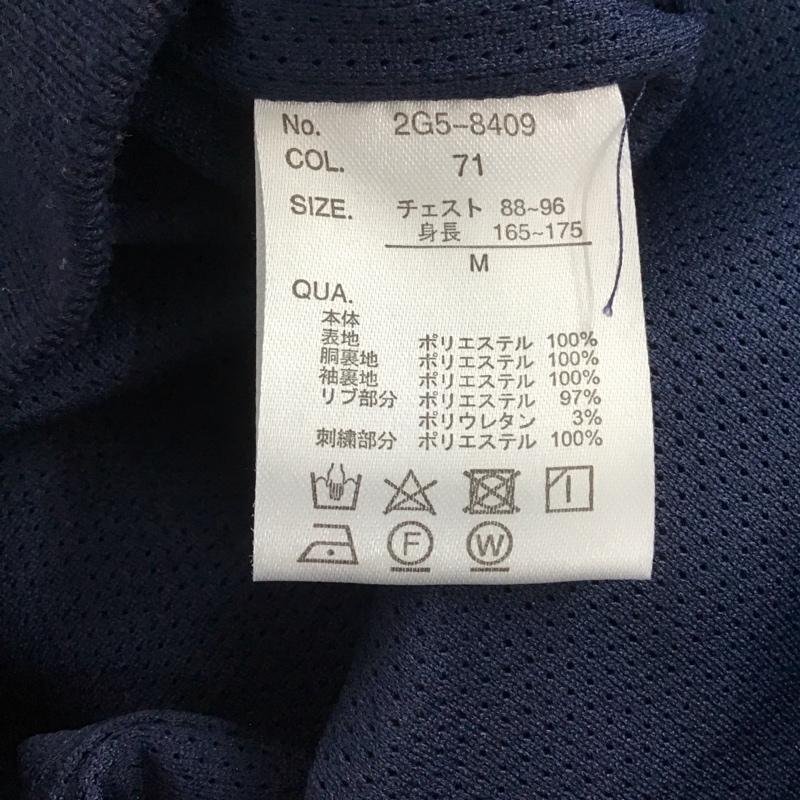 No. 2G5-8409
COL. 71
SIZE. チェスト 88~96
身長 165~175
M
QUA.
本体
表地 ポリエステル 100%
胴裏地 ポリエステル 100%
袖裏地 ポリエステル 100%
リブ部分 ポリエステル 97%
ポリウレタン 3%
刺繍部分 ポリエステル 100%
F W